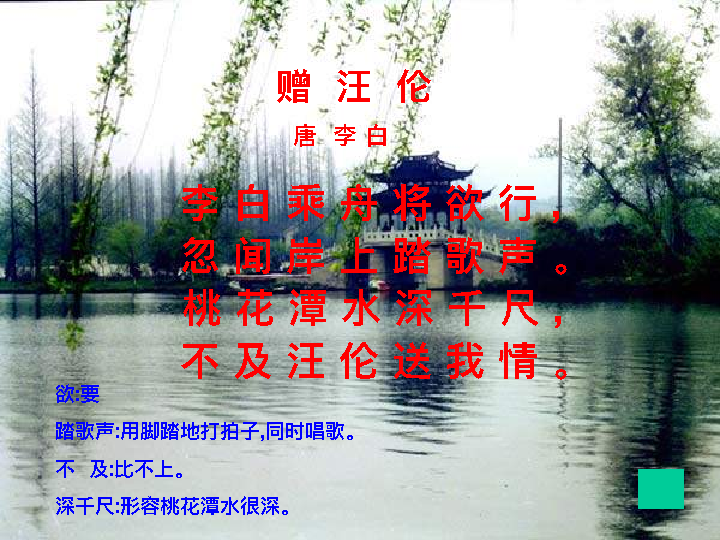 赠 汪 伦
唐 李 白
李 白 乘 舟 将 欲 行，
忽 闻 岸 上 踏 歌 声 。
桃 花 潭 水 深 千 尺，
不 及 汪 伦 送 我 情 。
欲:要
踏歌声:用脚踏地打拍子,同时唱歌。
不 及:比不上。
深千尺:形容桃花潭水很深。